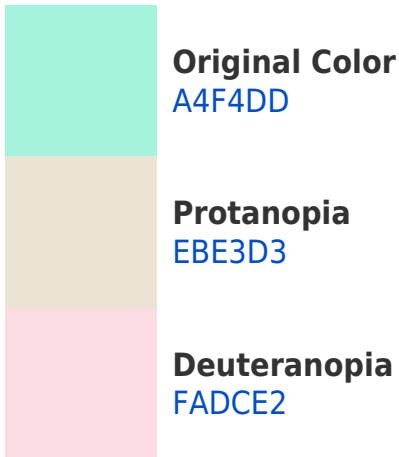 Original Color
A4F4DD
Protanopia
EBE3D3
Deuteranopia
FADCE2